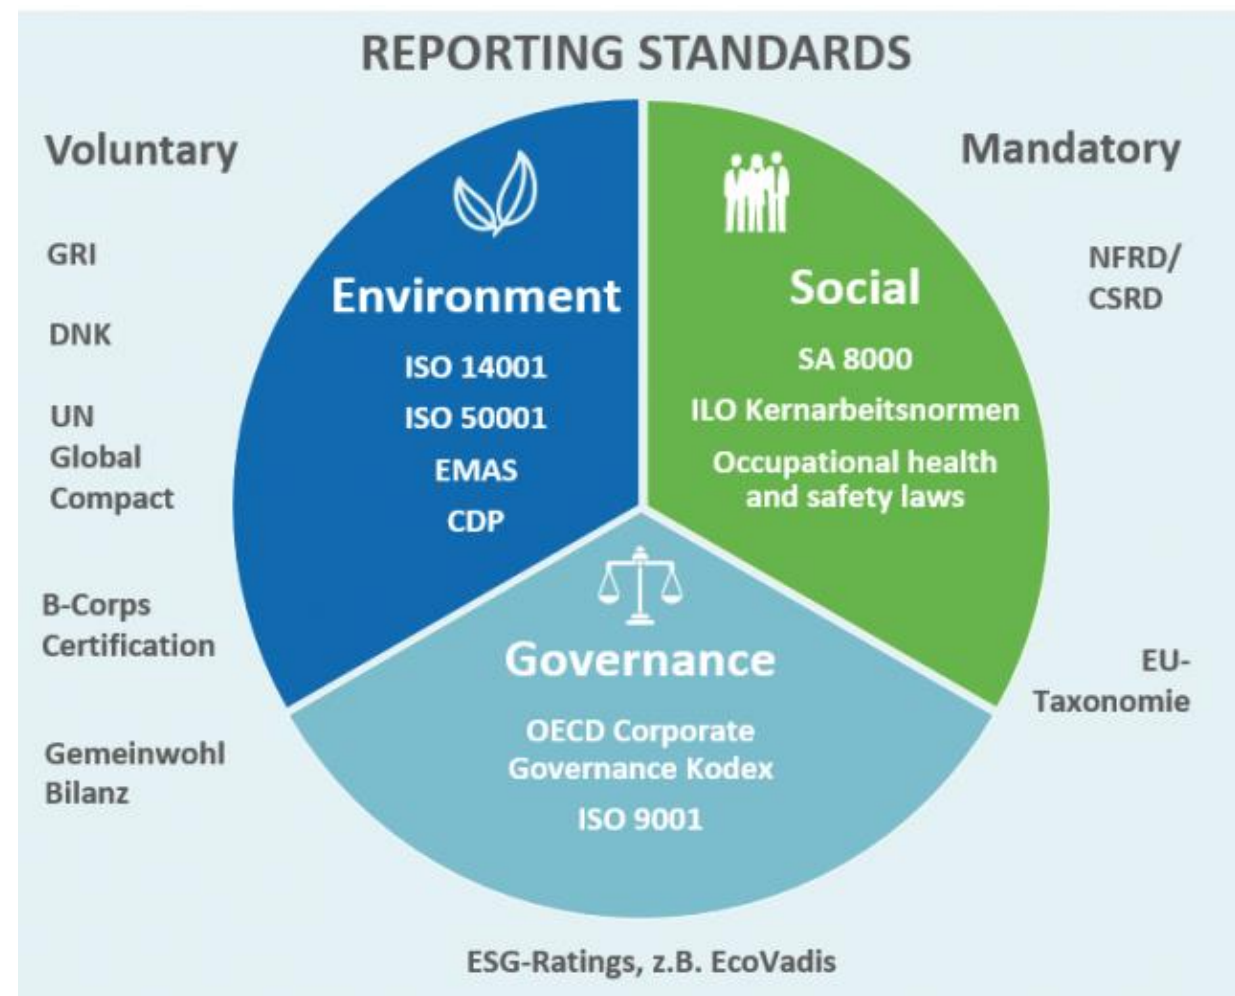 REPORTING STANDARDS
Voluntary
GRI
DNK
UN
Global
Compact
B-Corps
Certification
Gemeinwohl
Bilanz
Environment
ISO 14001
ISO 50001
EMAS
CDP
Social
SA 8000
ILO Kernarbeitsnormen
Occupational health
and safety laws
Governance
OECD Corporate
Governance Kodex
ISO 9001
Mandatory
NFRD/
CSRD
EU-
Taxonomie
ESG-Ratings, z.B. EcoVadis